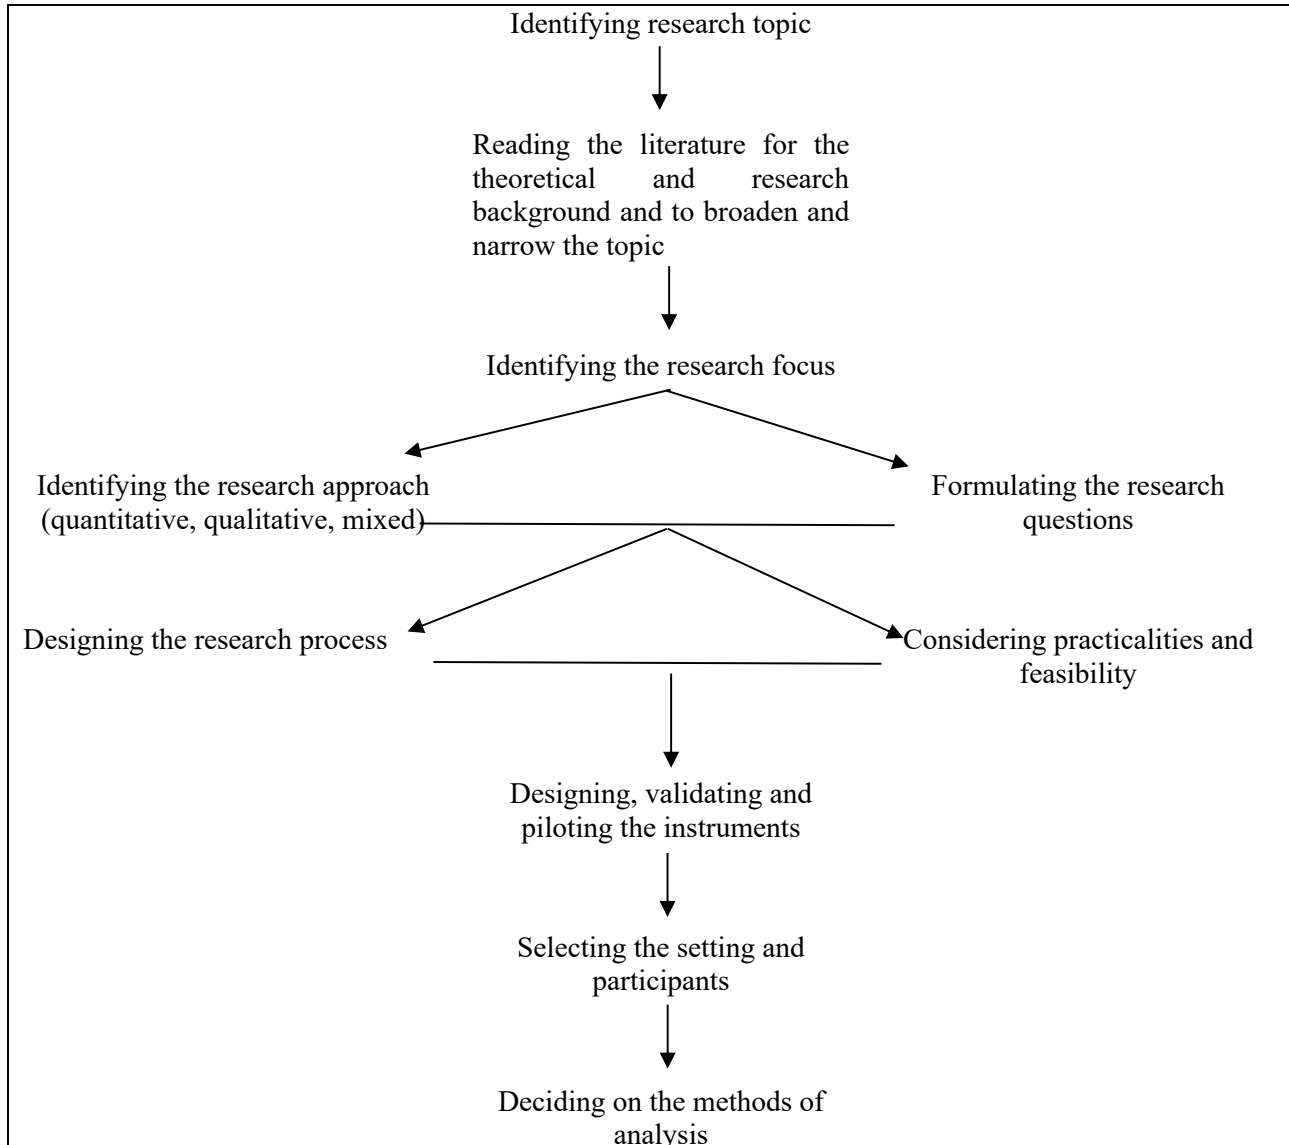 Identifying research topic
Reading the literature for the
theoretical and research
background and to broaden and
narrow the topic
Identifying the research focus
Identifying the research approach
(quantitative, qualitative, mixed)
Formulating the research
questions
Designing the research process
Considering practicalities and
feasibility
Designing, validating and
piloting the instruments
Selecting the setting and
participants
Deciding on the methods of
analysis